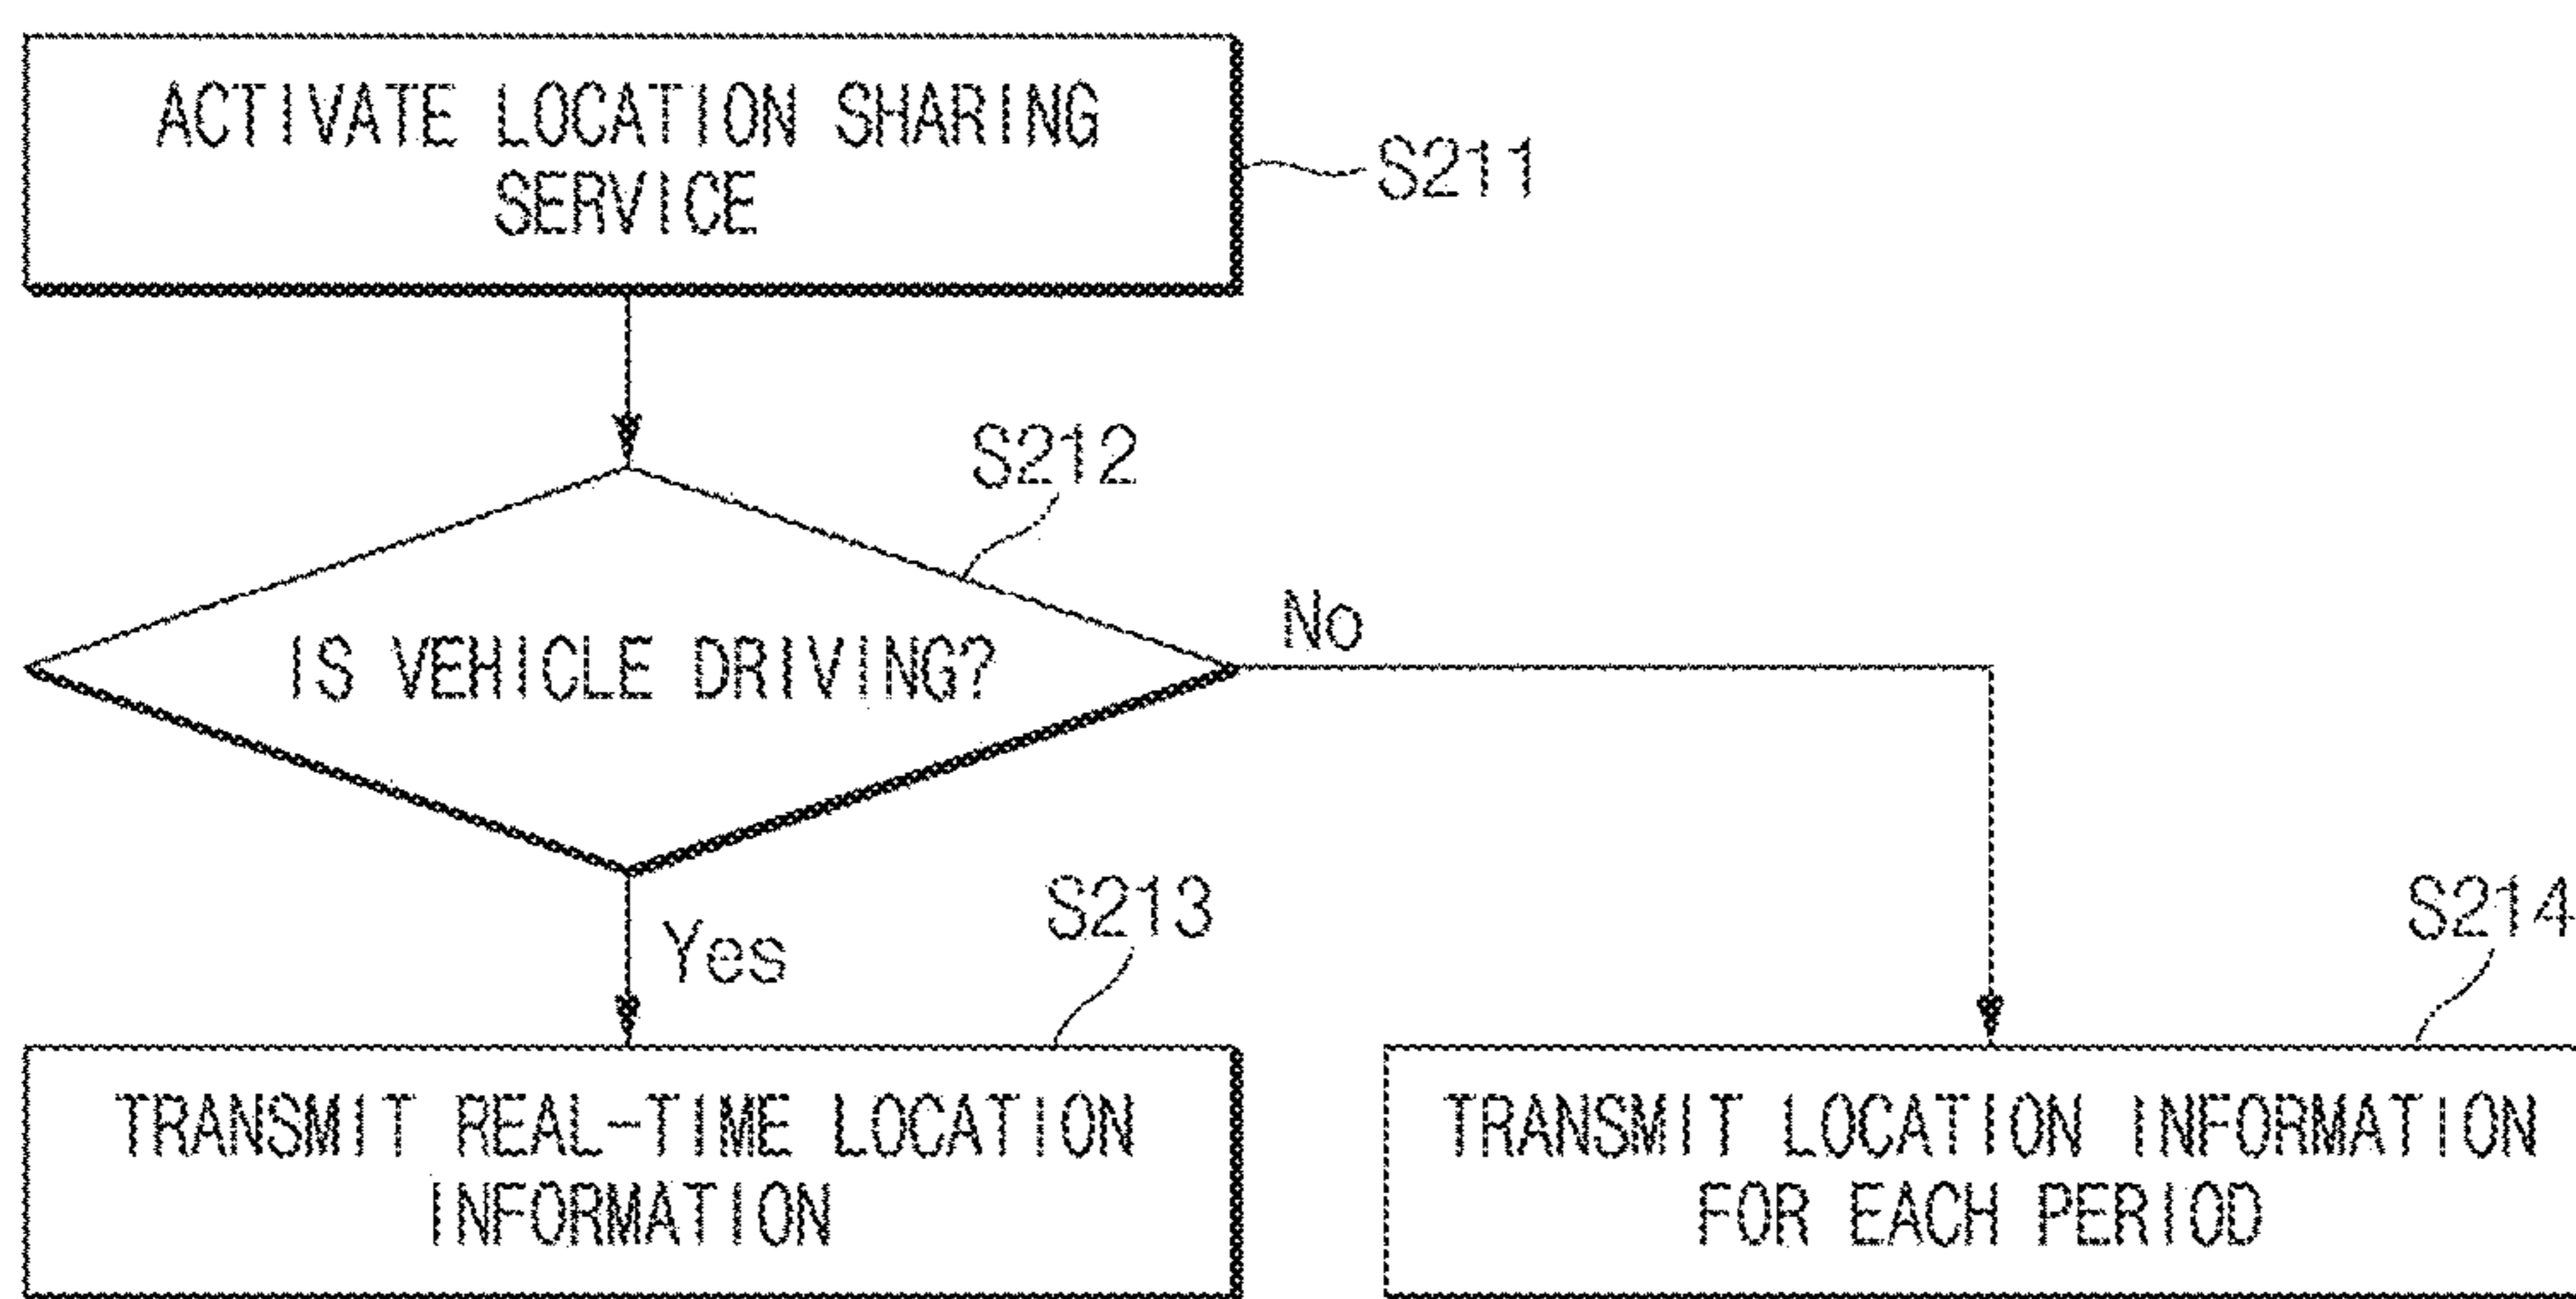 ACTIVATE LOCATION SHARING
SERVICE
S211
S212
IS VEHICLE DRIVING?
No
Yes
S213
S214
TRANSMIT REAL-TIME LOCATION
INFORMATION
TRANSMIT LOCATION INFORMATION
FOR EACH PERIOD